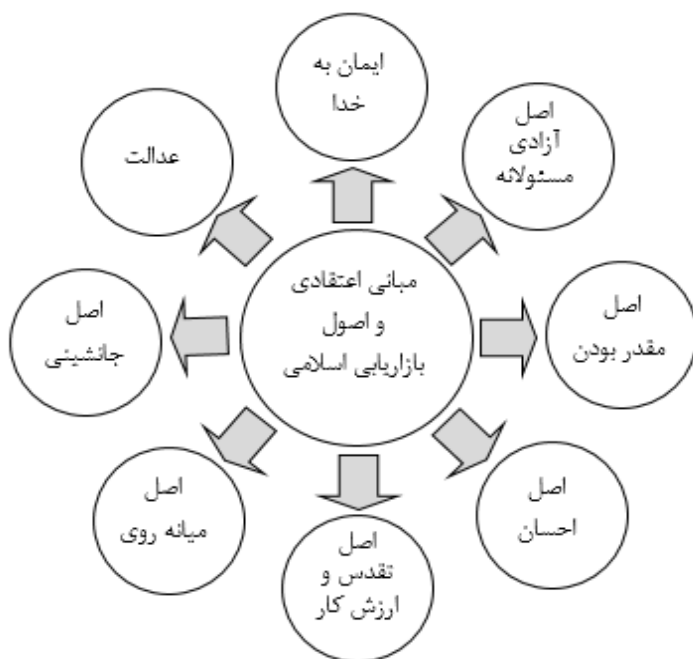 ایمان به
خدا
اصل
آزادی
مسئولانه
عدالت
مبانی اعتقادی
و اصول
بازاریابی اسلامی
اصل
مقدر بودن
اصل
جانشینی
اصل
احسان
اصل
میانه روی
اصل
تقدس و
ارزش کار